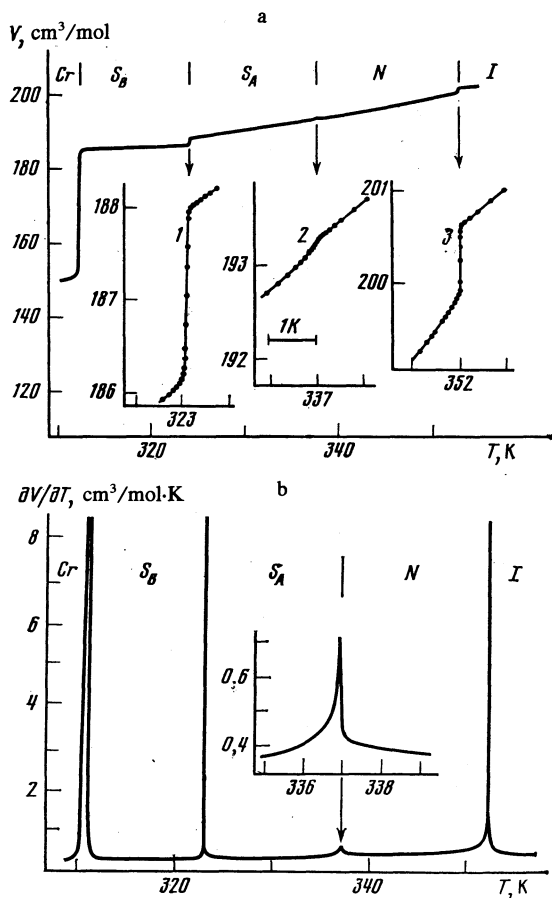 a
V, cm³/mol
Cr | S_B | S_A | N | I
200
180
160
140
120
188
187
186
323
1
193
192
337
2
1K
201
200
352
3
320 340 T, K
b
∂V/∂T, cm³/mol·K
8
6
4
2
Cr S_B S_A | N I
0.6
0,4
336 338
320 340 T, K